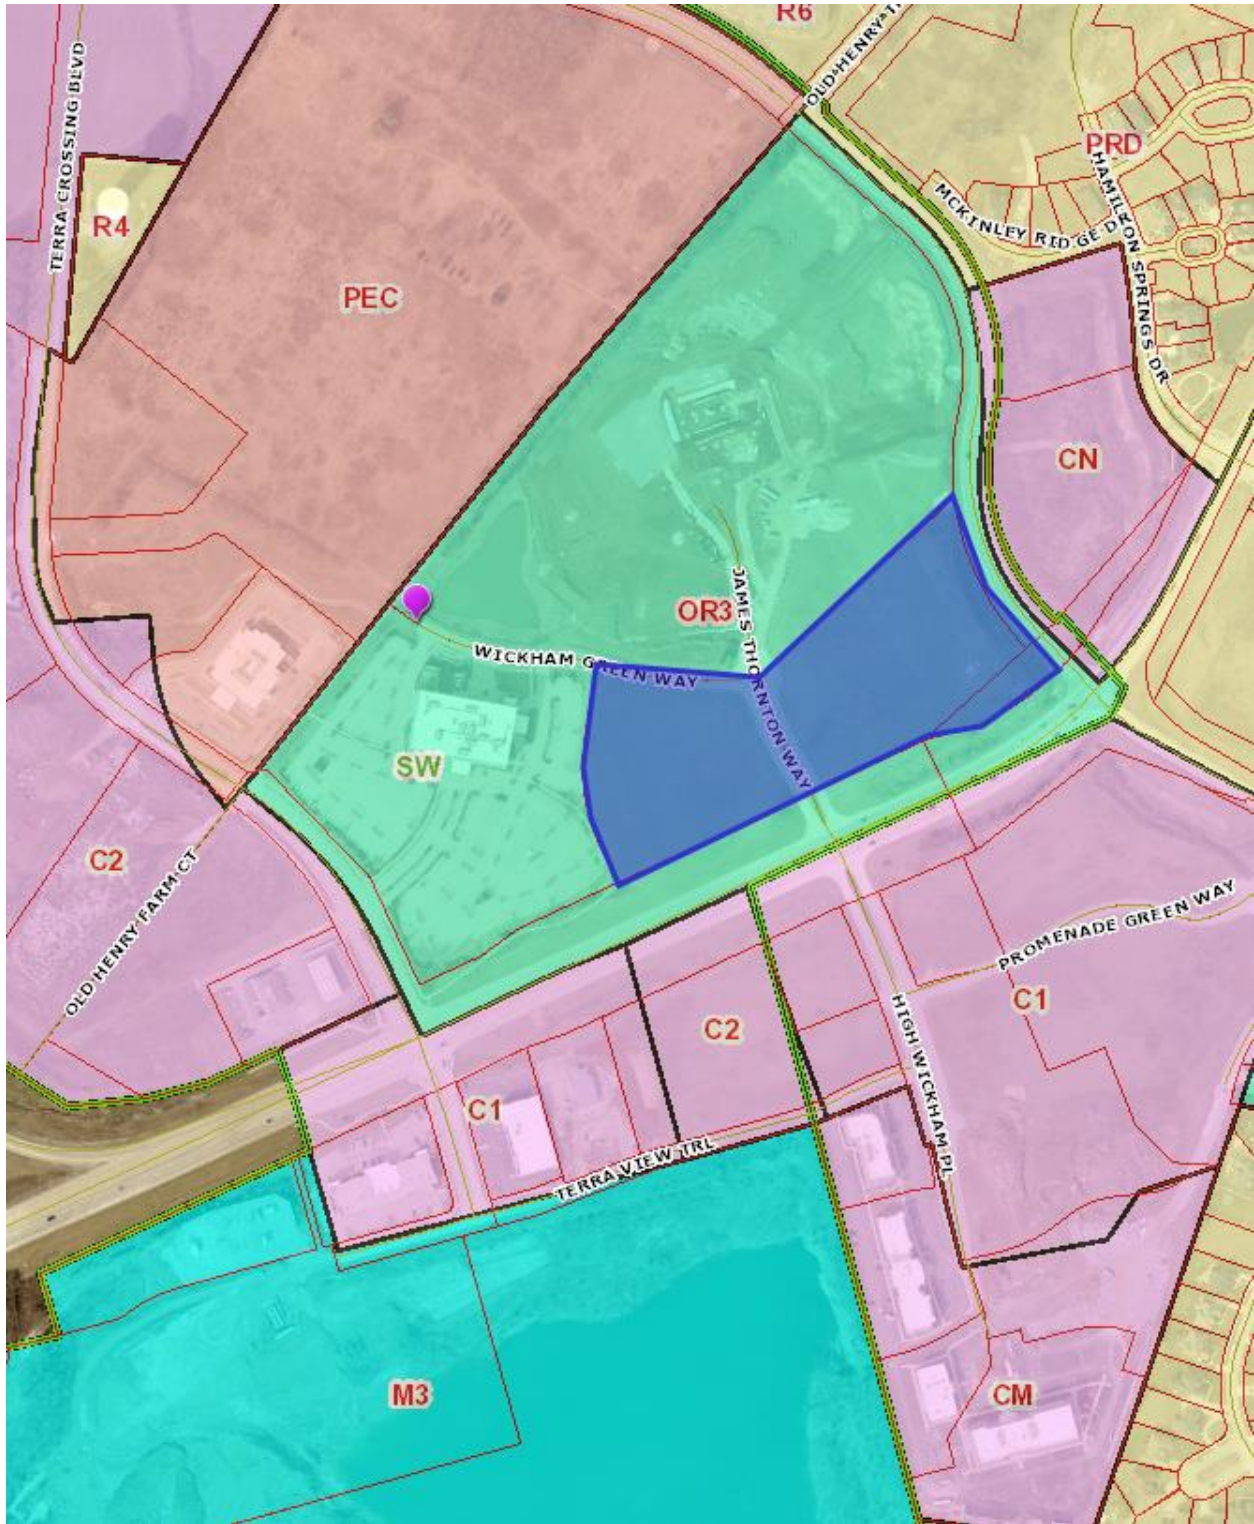 R6
OLD HENRY T
TERRA CROSSING BLVD
PRD
HAMILTON SPRINGS DR
MCKINLEY RIDGE D
R4
PEC
CN
JAMES THORNTON WAY
OR3
WICKHAM GREEN WAY
SW
C2
OLD HENRY FARM CT
PROMENADE GREEN WAY
C1
HIGH WICKHAM PL
C2
C1
TERRA VIEW TRL
M3
CM